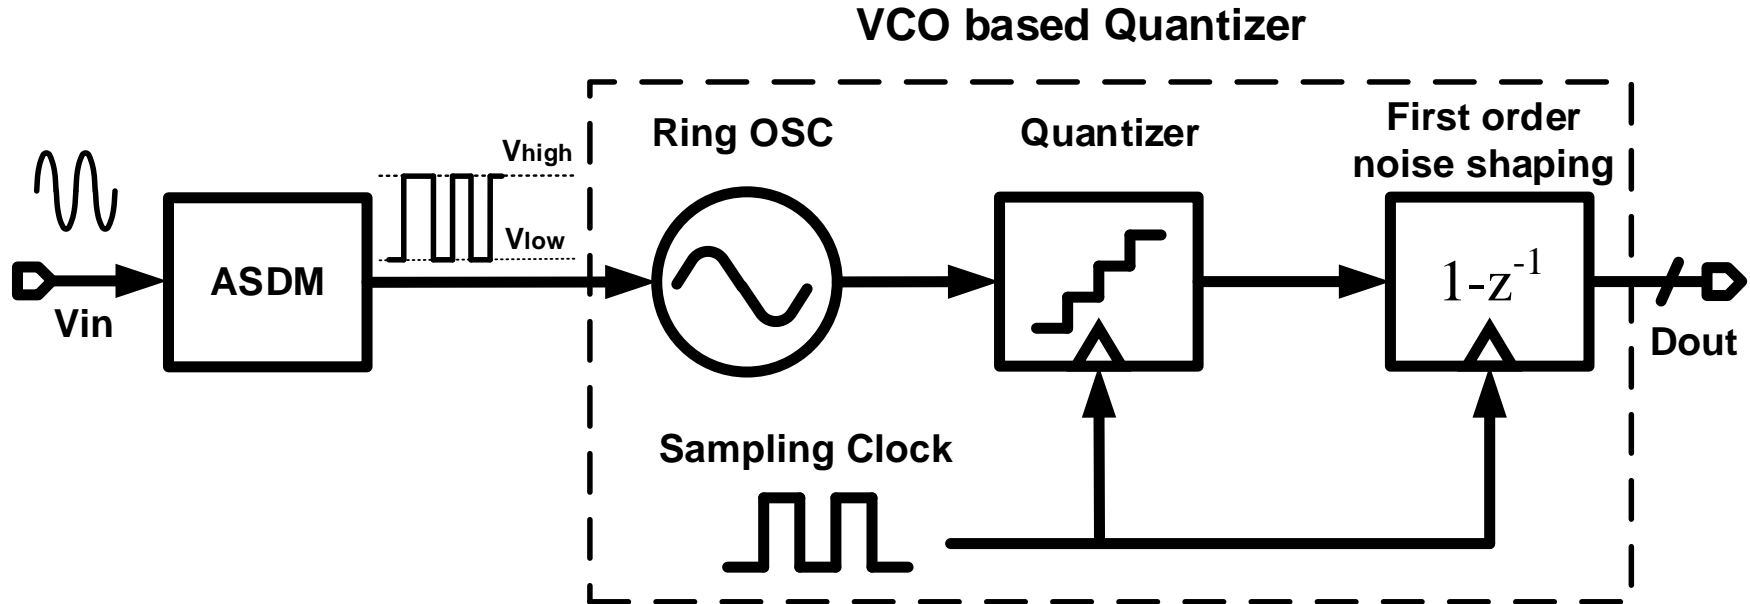 VCO based Quantizer
Ring OSC
Quantizer
First order
noise shaping
Vhigh
Vlow
ASDM
Vin
1-z-1
Dout
Sampling Clock